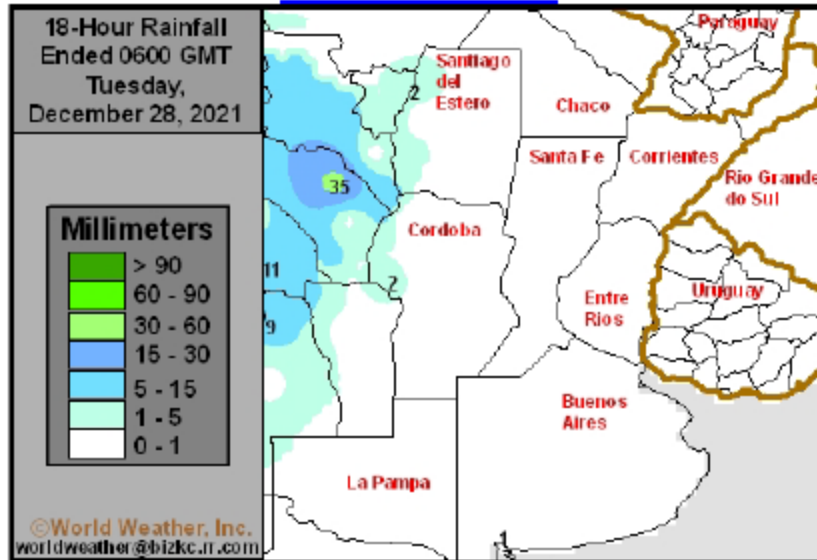 18-Hour Rainfall
Ended 0600 GMT
Tuesday,
December 28, 2021
Millimeters
> 90
60 - 90
30 - 60
15 - 30
5 - 15
1 - 5
0 - 1
©World Weather, Inc.
worldweather@bizkc.rr.com
Paraguay
Santiago
del
Estero
2
Chaco
Santa Fe
Corrientes
Rio Grande
do Sul
35
Cordoba
11
2
9
Entre
Rios
Uruguay
Buenos
Aires
La Pampa
1